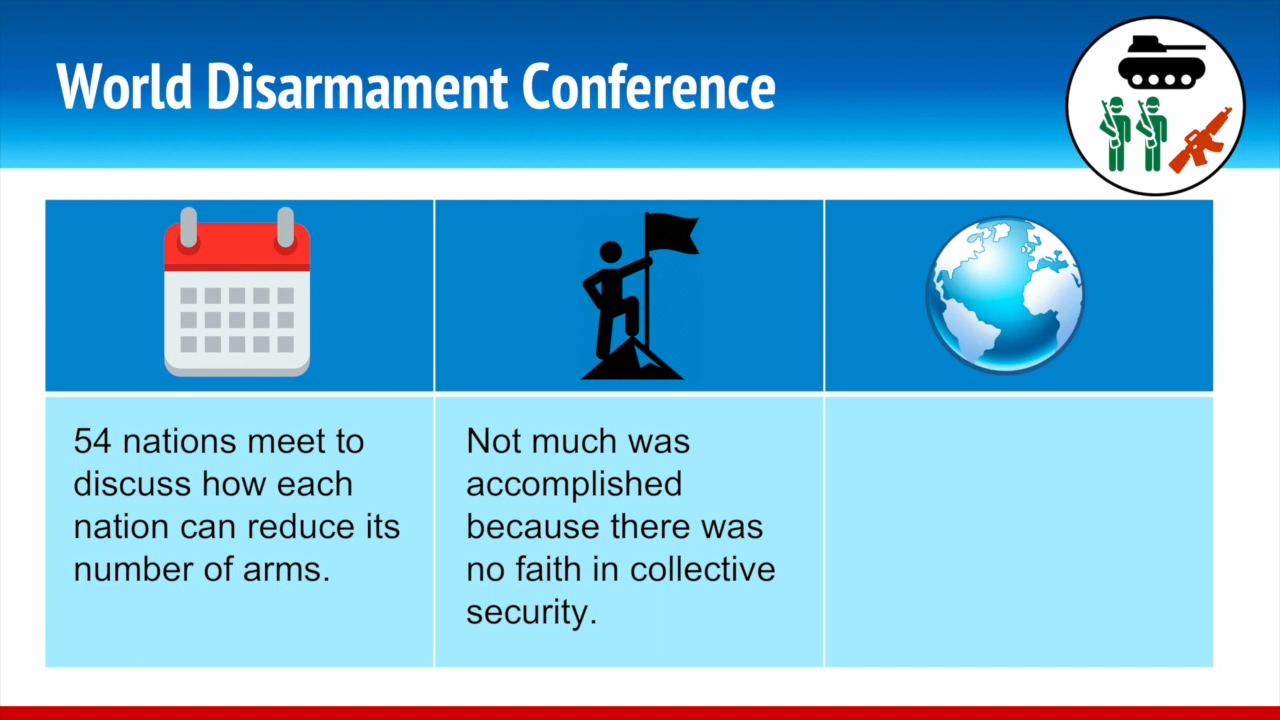 World Disarmament Conference
54 nations meet to
discuss how each
nation can reduce its
number of arms.
Not much was
accomplished
because there was
no faith in collective
security.